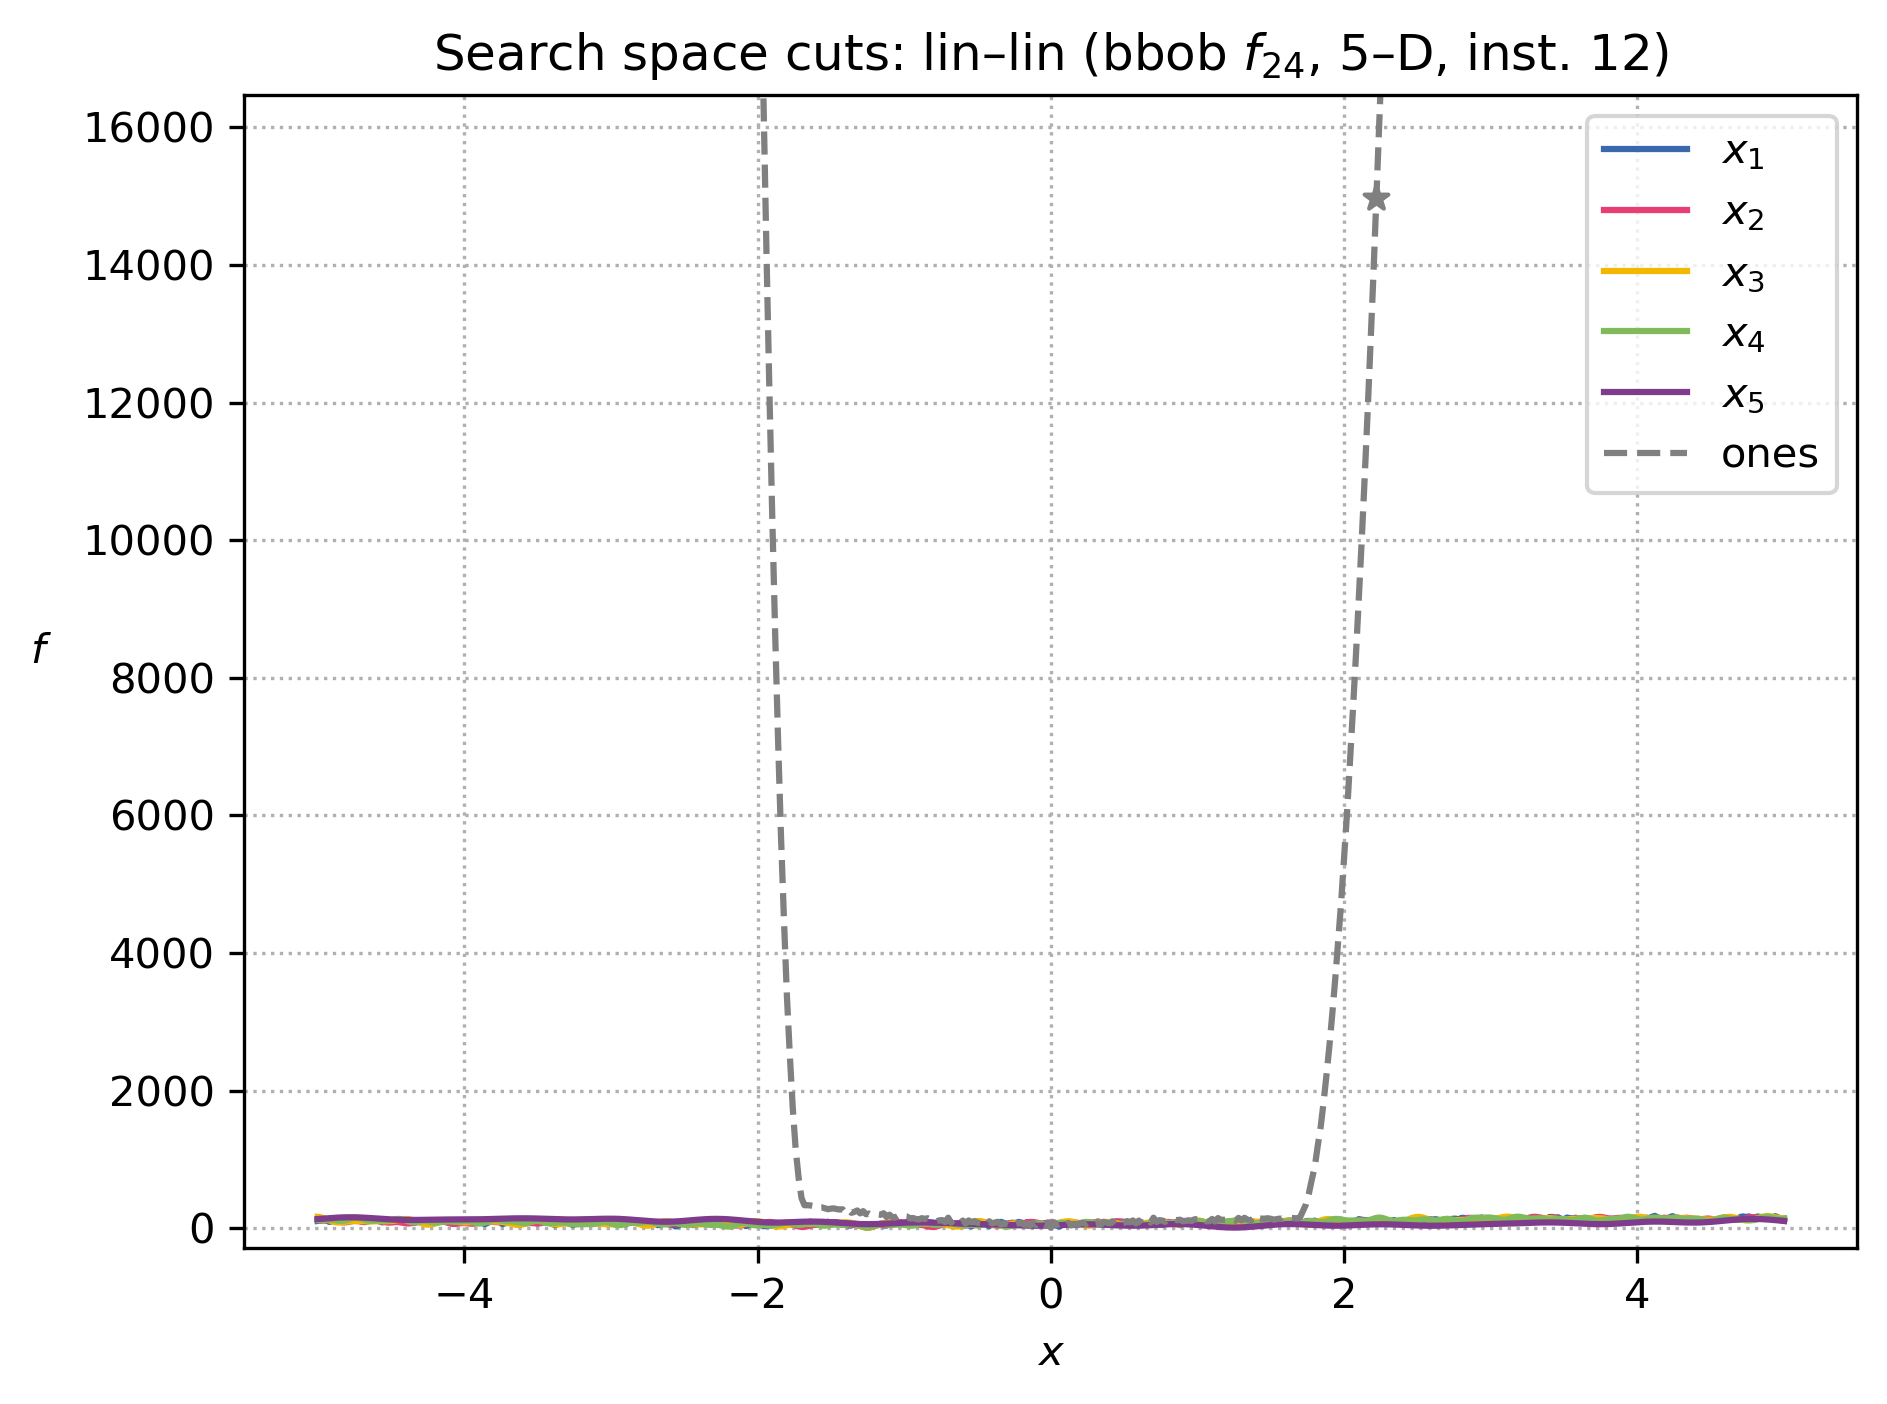 Search space cuts: lin–lin (bbob f₂₄, 5–D, inst. 12)
16000
14000
12000
10000
8000
6000
4000
2000
0
f
−4
−2
0
2
4
x
x₁
x₂
x₃
x₄
x₅
ones